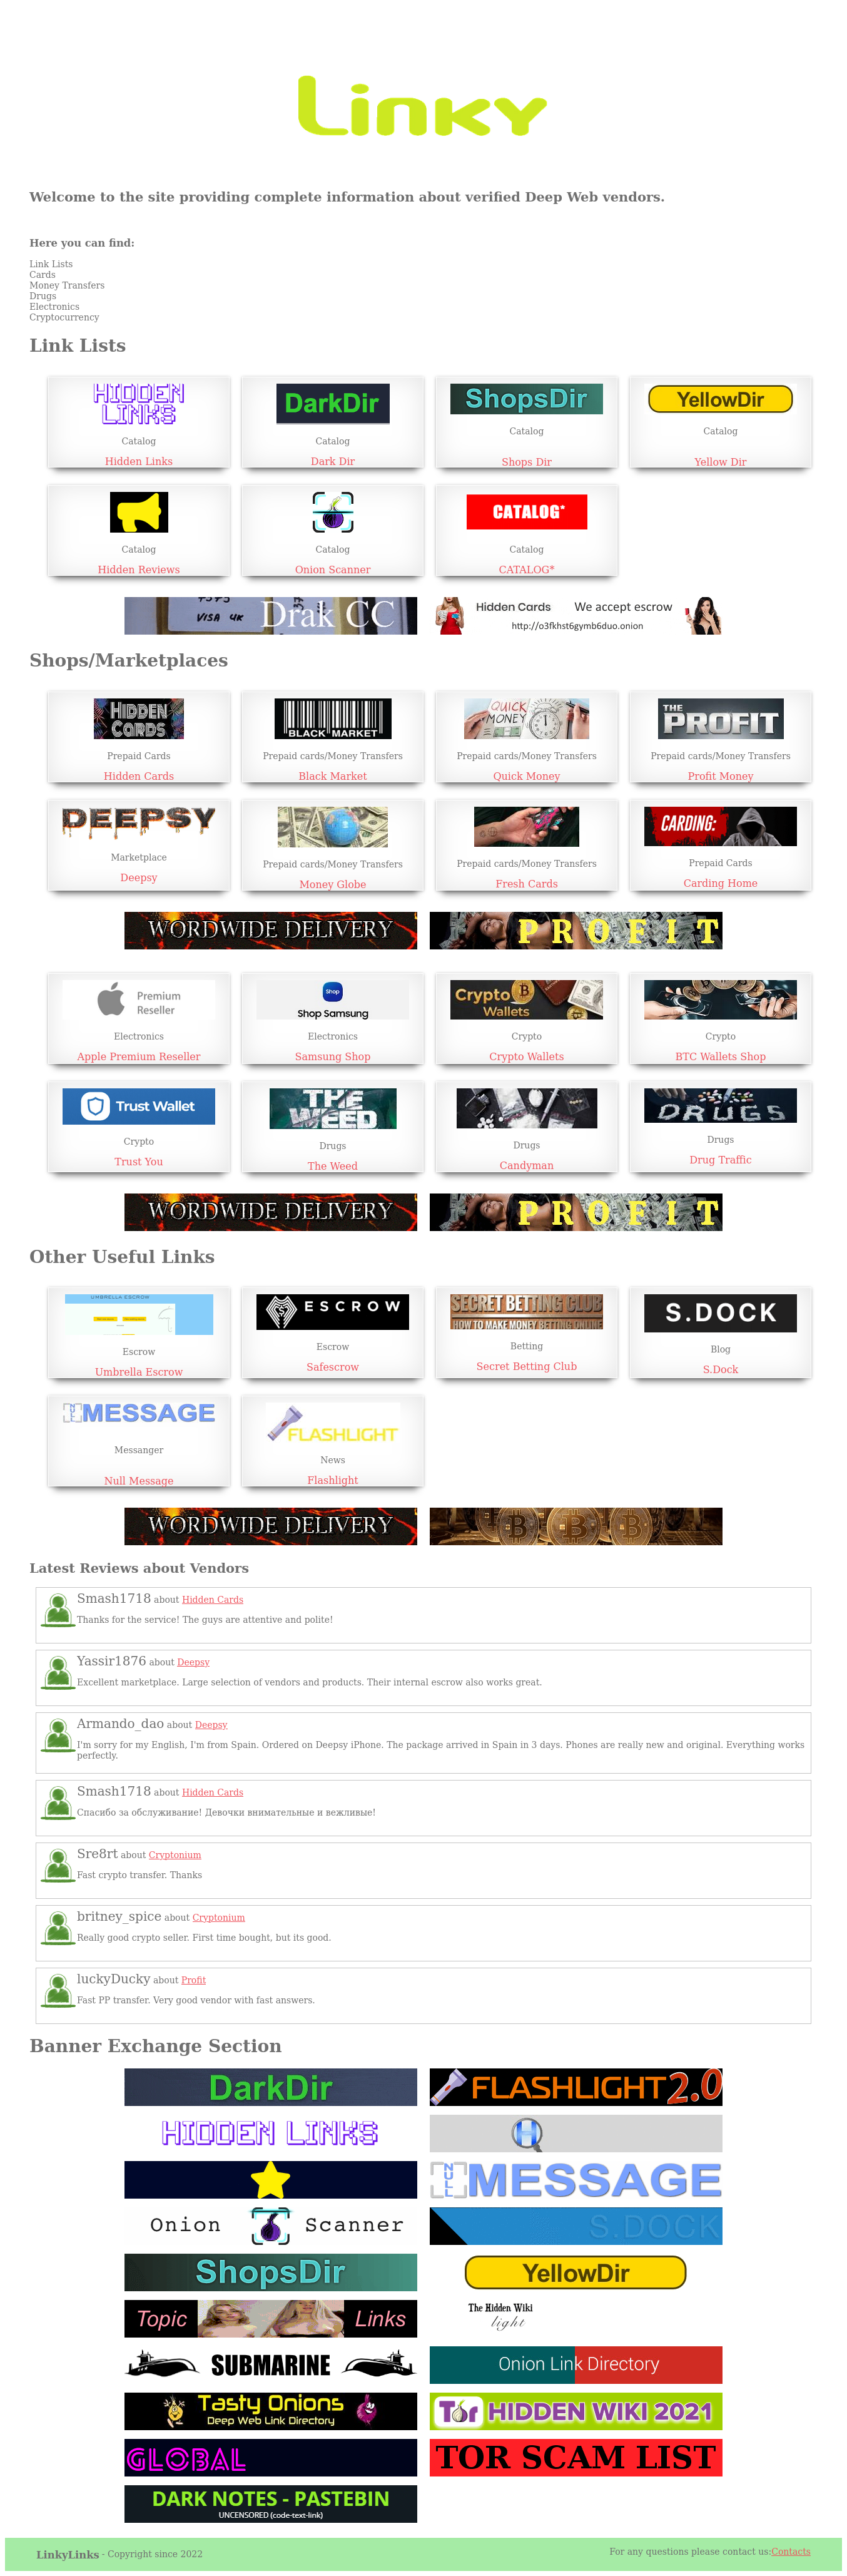 Linky
Welcome to the site providing complete information about verified Deep Web vendors.
Here you can find:
Link Lists
Cards
Money Transfers
Drugs
Electronics
Cryptocurrency
Link Lists
HIDDEN LINKS
Catalog
Hidden Links
DarkDir
Catalog
Dark Dir
ShopsDir
Catalog
Shops Dir
YellowDir
Catalog
Yellow Dir
Catalog
Hidden Reviews
Catalog
Onion Scanner
CATALOG*
Catalog
CATALOG*
VISA UK
Drak CC
Hidden Cards We accept escrow
http://o3fkhst6gymb6duo.onion
Shops/Marketplaces
HIDDEN CARDS
Prepaid Cards
Hidden Cards
BLACK MARKET
Prepaid cards/Money Transfers
Black Market
QUICK MONEY
Prepaid cards/Money Transfers
Quick Money
THE PROFIT
Prepaid cards/Money Transfers
Profit Money
DEEPSY
Marketplace
Deepsy
Prepaid cards/Money Transfers
Money Globe
Prepaid cards/Money Transfers
Fresh Cards
CARDING:
Prepaid Cards
Carding Home
WORDWIDE DELIVERY
PROFIT
Premium Reseller
Electronics
Apple Premium Reseller
Shop
Shop Samsung
Electronics
Samsung Shop
Crypto Wallets
Crypto
Crypto Wallets
Crypto
BTC Wallets Shop
Trust Wallet
Crypto
Trust You
THE WEED
Drugs
The Weed
Drugs
Candyman
DRUGS
Drugs
Drug Traffic
WORDWIDE DELIVERY
PROFIT
Other Useful Links
UMBRELLA ESCROW
Escrow
Umbrella Escrow
ESCROW
Escrow
Safescrow
SECRET BETTING CLUB
HOW TO MAKE MONEY BETTING ONLINE
Betting
Secret Betting Club
S.DOCK
Blog
S.Dock
MESSAGE
Messanger
Null Message
FLASHLIGHT
News
Flashlight
WORDWIDE DELIVERY
Latest Reviews about Vendors
Smash1718 about Hidden Cards
Thanks for the service! The guys are attentive and polite!
Yassir1876 about Deepsy
Excellent marketplace. Large selection of vendors and products. Their internal escrow also works great.
Armando_dao about Deepsy
I'm sorry for my English, I'm from Spain. Ordered on Deepsy iPhone. The package arrived in Spain in 3 days. Phones are really new and original. Everything works
perfectly.
Smash1718 about Hidden Cards
Спасибо за обслуживание! Девочки внимательные и вежливые!
Sre8rt about Cryptonium
Fast crypto transfer. Thanks
britney_spice about Cryptonium
Really good crypto seller. First time bought, but its good.
luckyDucky about Profit
Fast PP transfer. Very good vendor with fast answers.
Banner Exchange Section
DarkDir
FLASHLIGHT 2.0
HIDDEN LINKS
NULL MESSAGE
Onion Scanner
S.DOCK
ShopsDir
YellowDir
Topic Links
The Hidden Wiki
light
SUBMARINE
Onion Link Directory
Tasty Onions
Deep Web Link Directory
Tor HIDDEN WIKI 2021
GLOBAL
TOR SCAM LIST
DARK NOTES - PASTEBIN
UNCENSORED (code-text-link)
LinkyLinks - Copyright since 2022
For any questions please contact us:Contacts